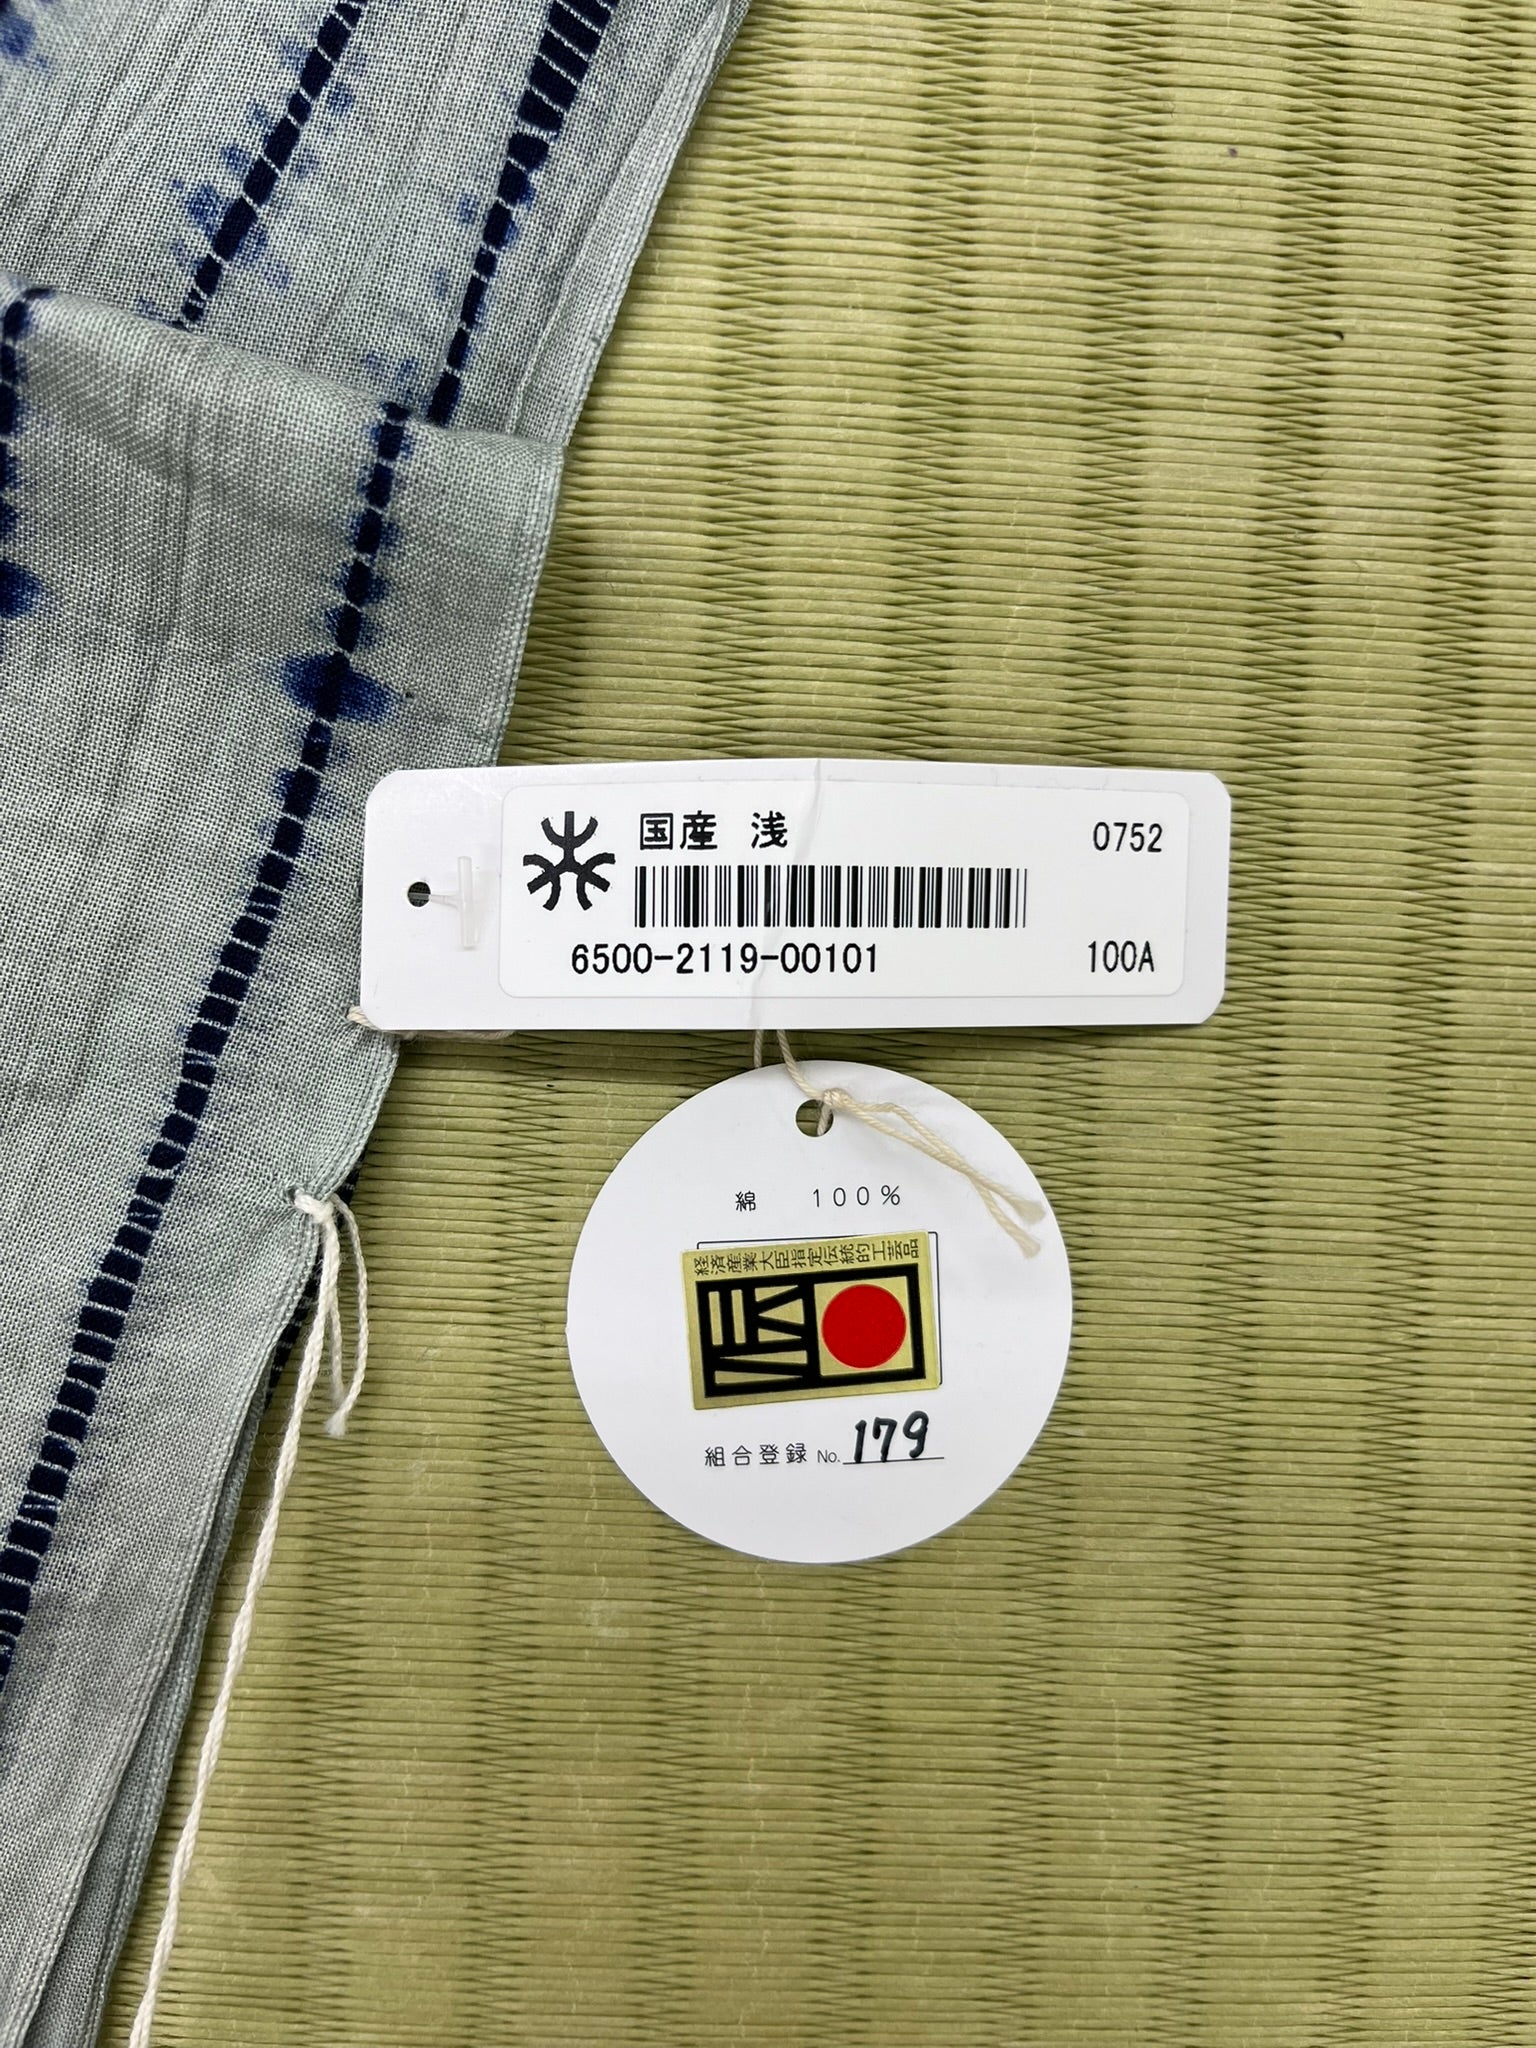 国産 浅 0752
6500-2119-00101 100A
綿 100%
経済産業大臣指定伝統的工芸品
伝
組合登録 No. 179